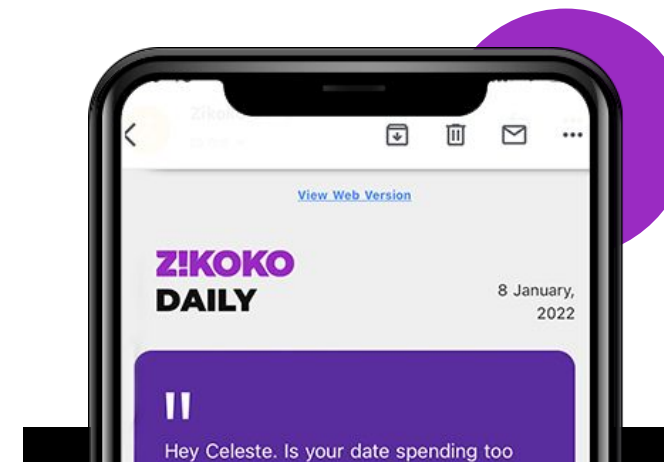 View Web Version
Z!KOKO
DAILY
8 January,
2022
"
Hey Celeste. Is your date spending too